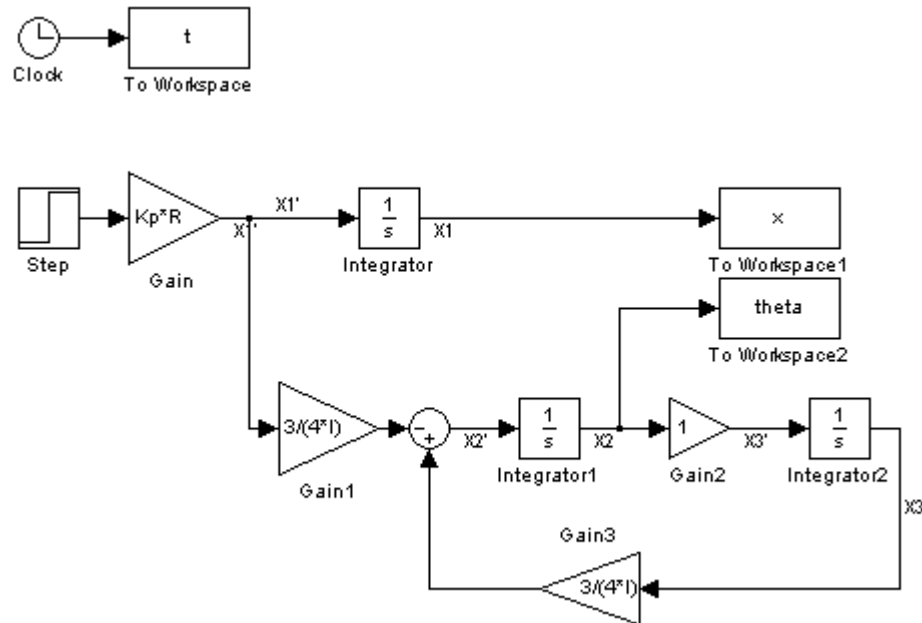 t
Clock
To Workspace
Kp*R
X1'
X1'
1
s
X1
x
Step
Integrator
To Workspace1
Gain
theta
To Workspace2
3/(4*l)
-
+
X2'
1
s
X2
1
X3'
1
s
Integrator1
Gain2
Integrator2
Gain1
X3
Gain3
3/(4*l)